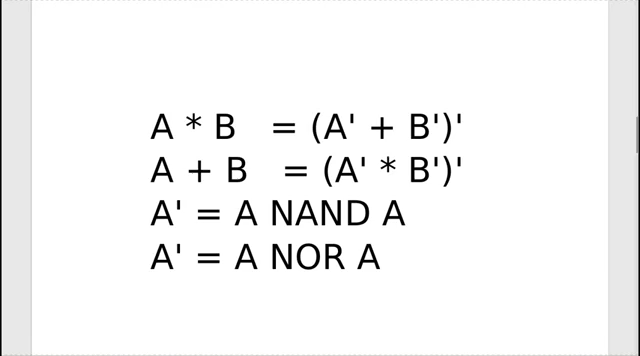 A * B = (A' + B')'
A + B = (A' * B')'
A' = A NAND A
A' = A NOR A